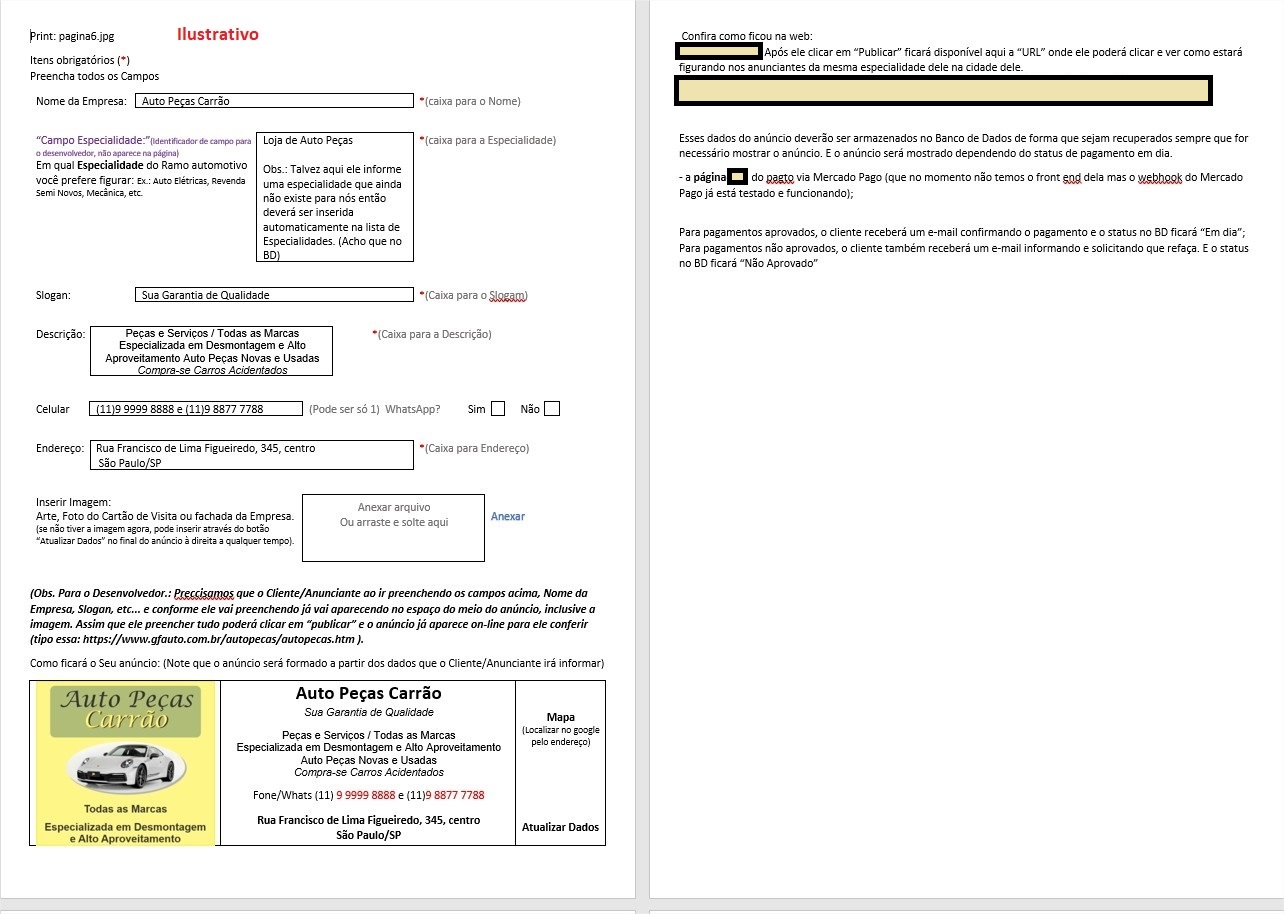 Print: pagina6.jpg Ilustrativo
Itens obrigatórios (*)
Preencha todos os Campos
Nome da Empresa: Auto Peças Carrão *(caixa para o Nome)
“Campo Especialidade:”(Identificador de campo para
o desenvolvedor, não aparece na página)
Em qual Especialidade do Ramo automotivo
você prefere figurar: Ex.: Auto Elétricas, Revenda
Semi Novos, Mecânica, etc.
Loja de Auto Peças
Obs.: Talvez aqui ele informe
uma especialidade que ainda
não existe para nós então
deverá ser inserida
automaticamente na lista de
Especialidades. (Acho que no
BD)
*(caixa para a Especialidade)
Slogan: Sua Garantia de Qualidade *(Caixa para o Slogam)
Descrição:
Peças e Serviços / Todas as Marcas
Especializada em Desmontagem e Alto
Aproveitamento Auto Peças Novas e Usadas
Compra-se Carros Acidentados
*(Caixa para a Descrição)
Celular (11)9 9999 8888 e (11)9 8877 7788 (Pode ser só 1) WhatsApp? Sim Não
Endereço: Rua Francisco de Lima Figueiredo, 345, centro
São Paulo/SP
*(Caixa para Endereço)
Inserir Imagem:
Arte, Foto do Cartão de Visita ou fachada da Empresa.
(se não tiver a imagem agora, pode inserir através do botão
“Atualizar Dados” no final do anúncio à direita a qualquer tempo).
Anexar arquivo
Ou arraste e solte aqui
Anexar
(Obs. Para o Desenvolvedor.: Preccisamos que o Cliente/Anunciante ao ir preenchendo os campos acima, Nome da
Empresa, Slogan, etc... e conforme ele vai preenchendo já vai aparecendo no espaço do meio do anúncio, inclusive a
imagem. Assim que ele preencher tudo poderá clicar em “publicar” e o anúncio já aparece on-line para ele conferir
(tipo essa: https://www.gfauto.com.br/autopecas/autopecas.htm ).
Como ficará o Seu anúncio: (Note que o anúncio será formado a partir dos dados que o Cliente/Anunciante irá informar)
Auto Peças
Carrão
Todas as Marcas
Especializada em Desmontagem
e Alto Aproveitamento
Auto Peças Carrão
Sua Garantia de Qualidade
Peças e Serviços / Todas as Marcas
Especializada em Desmontagem e Alto Aproveitamento
Auto Peças Novas e Usadas
Compra-se Carros Acidentados
Fone/Whats (11) 9 9999 8888 e (11)9 8877 7788
Rua Francisco de Lima Figueiredo, 345, centro
São Paulo/SP
Mapa
(Localizar no google
pelo endereço)
Atualizar Dados
Confira como ficou na web:
Após ele clicar em “Publicar” ficará disponível aqui a “URL” onde ele poderá clicar e ver como estará
figurando nos anunciantes da mesma especialidade dele na cidade dele.
Esses dados do anúncio deverão ser armazenados no Banco de Dados de forma que sejam recuperados sempre que for
necessário mostrar o anúncio. E o anúncio será mostrado dependendo do status de pagamento em dia.
- a página do pagto via Mercado Pago (que no momento não temos o front end dela mas o webhook do Mercado
Pago já está testado e funcionando);
Para pagamentos aprovados, o cliente receberá um e-mail confirmando o pagamento e o status no BD ficará “Em dia”;
Para pagamentos não aprovados, o cliente também receberá um e-mail informando e solicitando que refaça. E o status
no BD ficará “Não Aprovado”